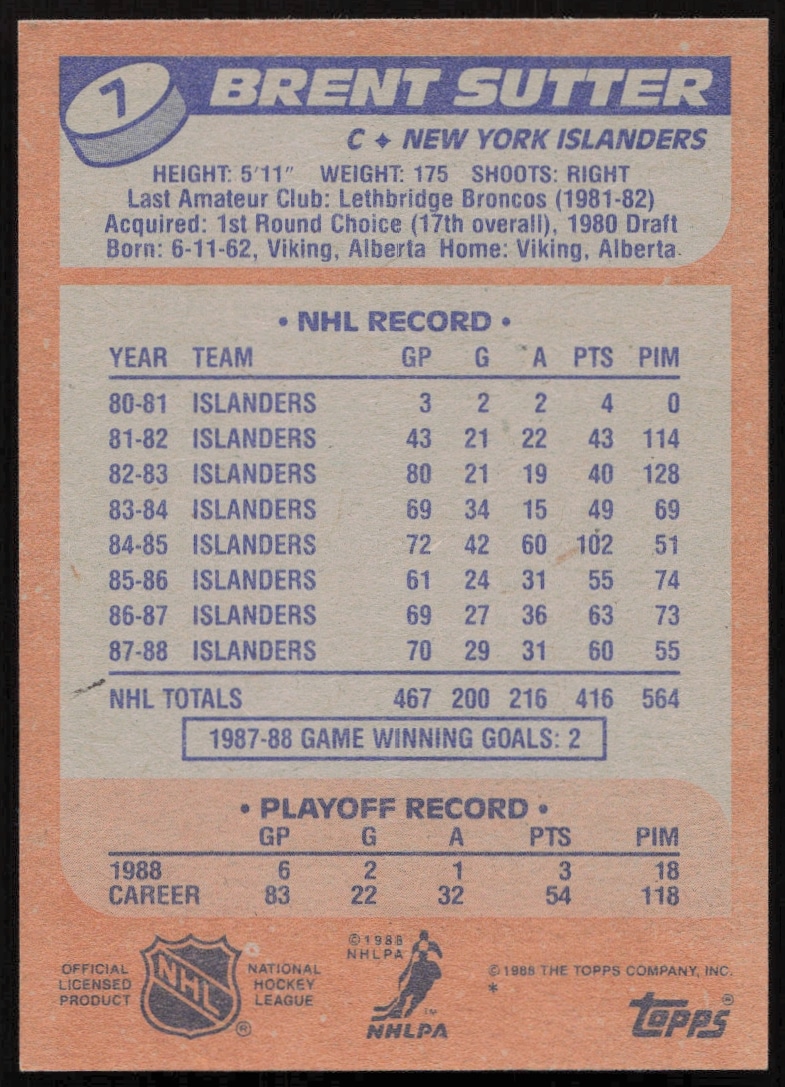 7
BRENT SUTTER
C ✦ NEW YORK ISLANDERS
HEIGHT: 5'11" WEIGHT: 175 SHOOTS: RIGHT
Last Amateur Club: Lethbridge Broncos (1981-82)
Acquired: 1st Round Choice (17th overall), 1980 Draft
Born: 6-11-62, Viking, Alberta Home: Viking, Alberta
• NHL RECORD •
YEAR TEAM GP G A PTS PIM
80-81 ISLANDERS 3 2 2 4 0
81-82 ISLANDERS 43 21 22 43 114
82-83 ISLANDERS 80 21 19 40 128
83-84 ISLANDERS 69 34 15 49 69
84-85 ISLANDERS 72 42 60 102 51
85-86 ISLANDERS 61 24 31 55 74
86-87 ISLANDERS 69 27 36 63 73
87-88 ISLANDERS 70 29 31 60 55
NHL TOTALS 467 200 216 416 564
1987-88 GAME WINNING GOALS: 2
• PLAYOFF RECORD •
GP G A PTS PIM
1988 6 2 1 3 18
CAREER 83 22 32 54 118
OFFICIAL
LICENSED
PRODUCT
NHL
®
NATIONAL
HOCKEY
LEAGUE
©1988
NHLPA
™
NHLPA
©1988 THE TOPPS COMPANY, INC.
*
topps®